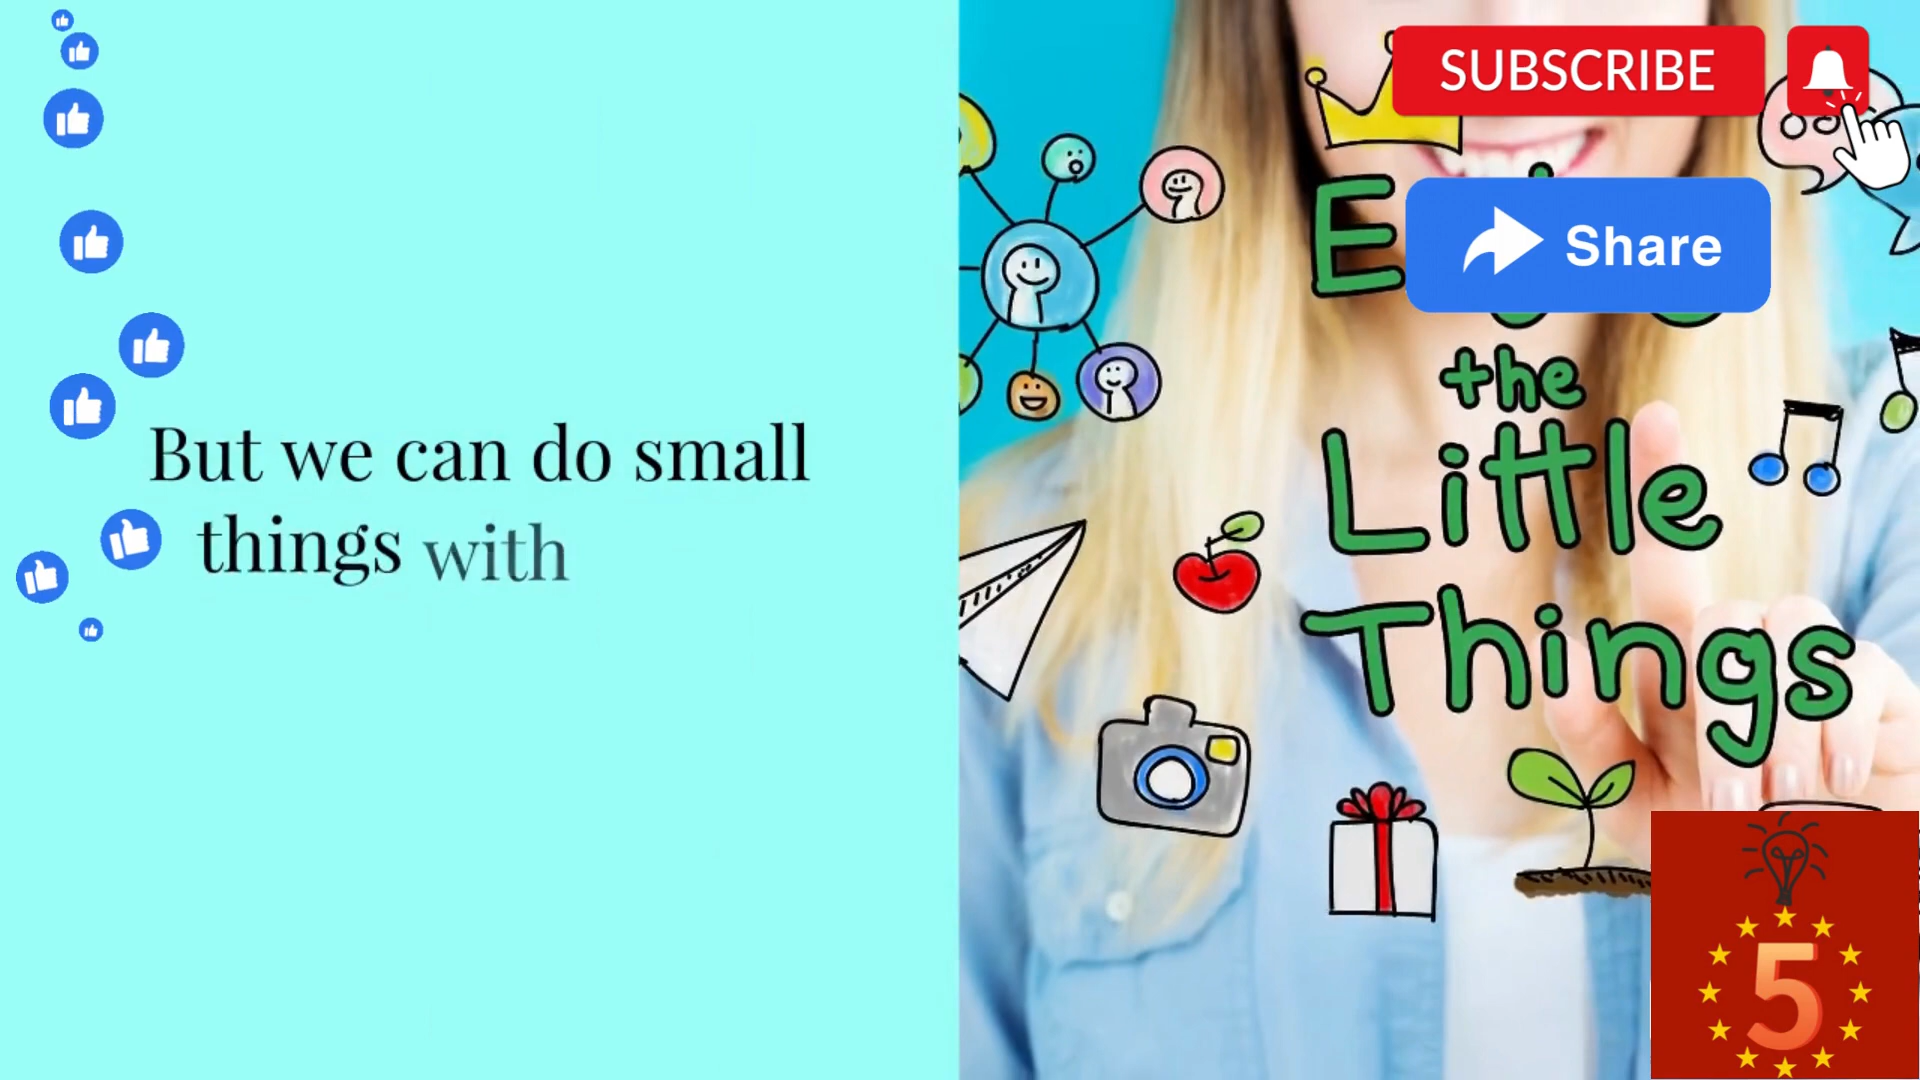 But we can do small
things with
SUBSCRIBE
Share
the
Little
Things
5